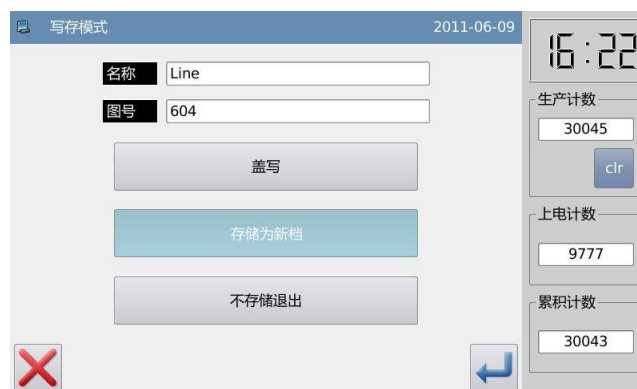 写存模式 2011-06-09
名称 Line
图号 604
盖写
存储为新档
不存储退出
16:22
生产计数
30045
clr
上电计数
9777
累积计数
30043